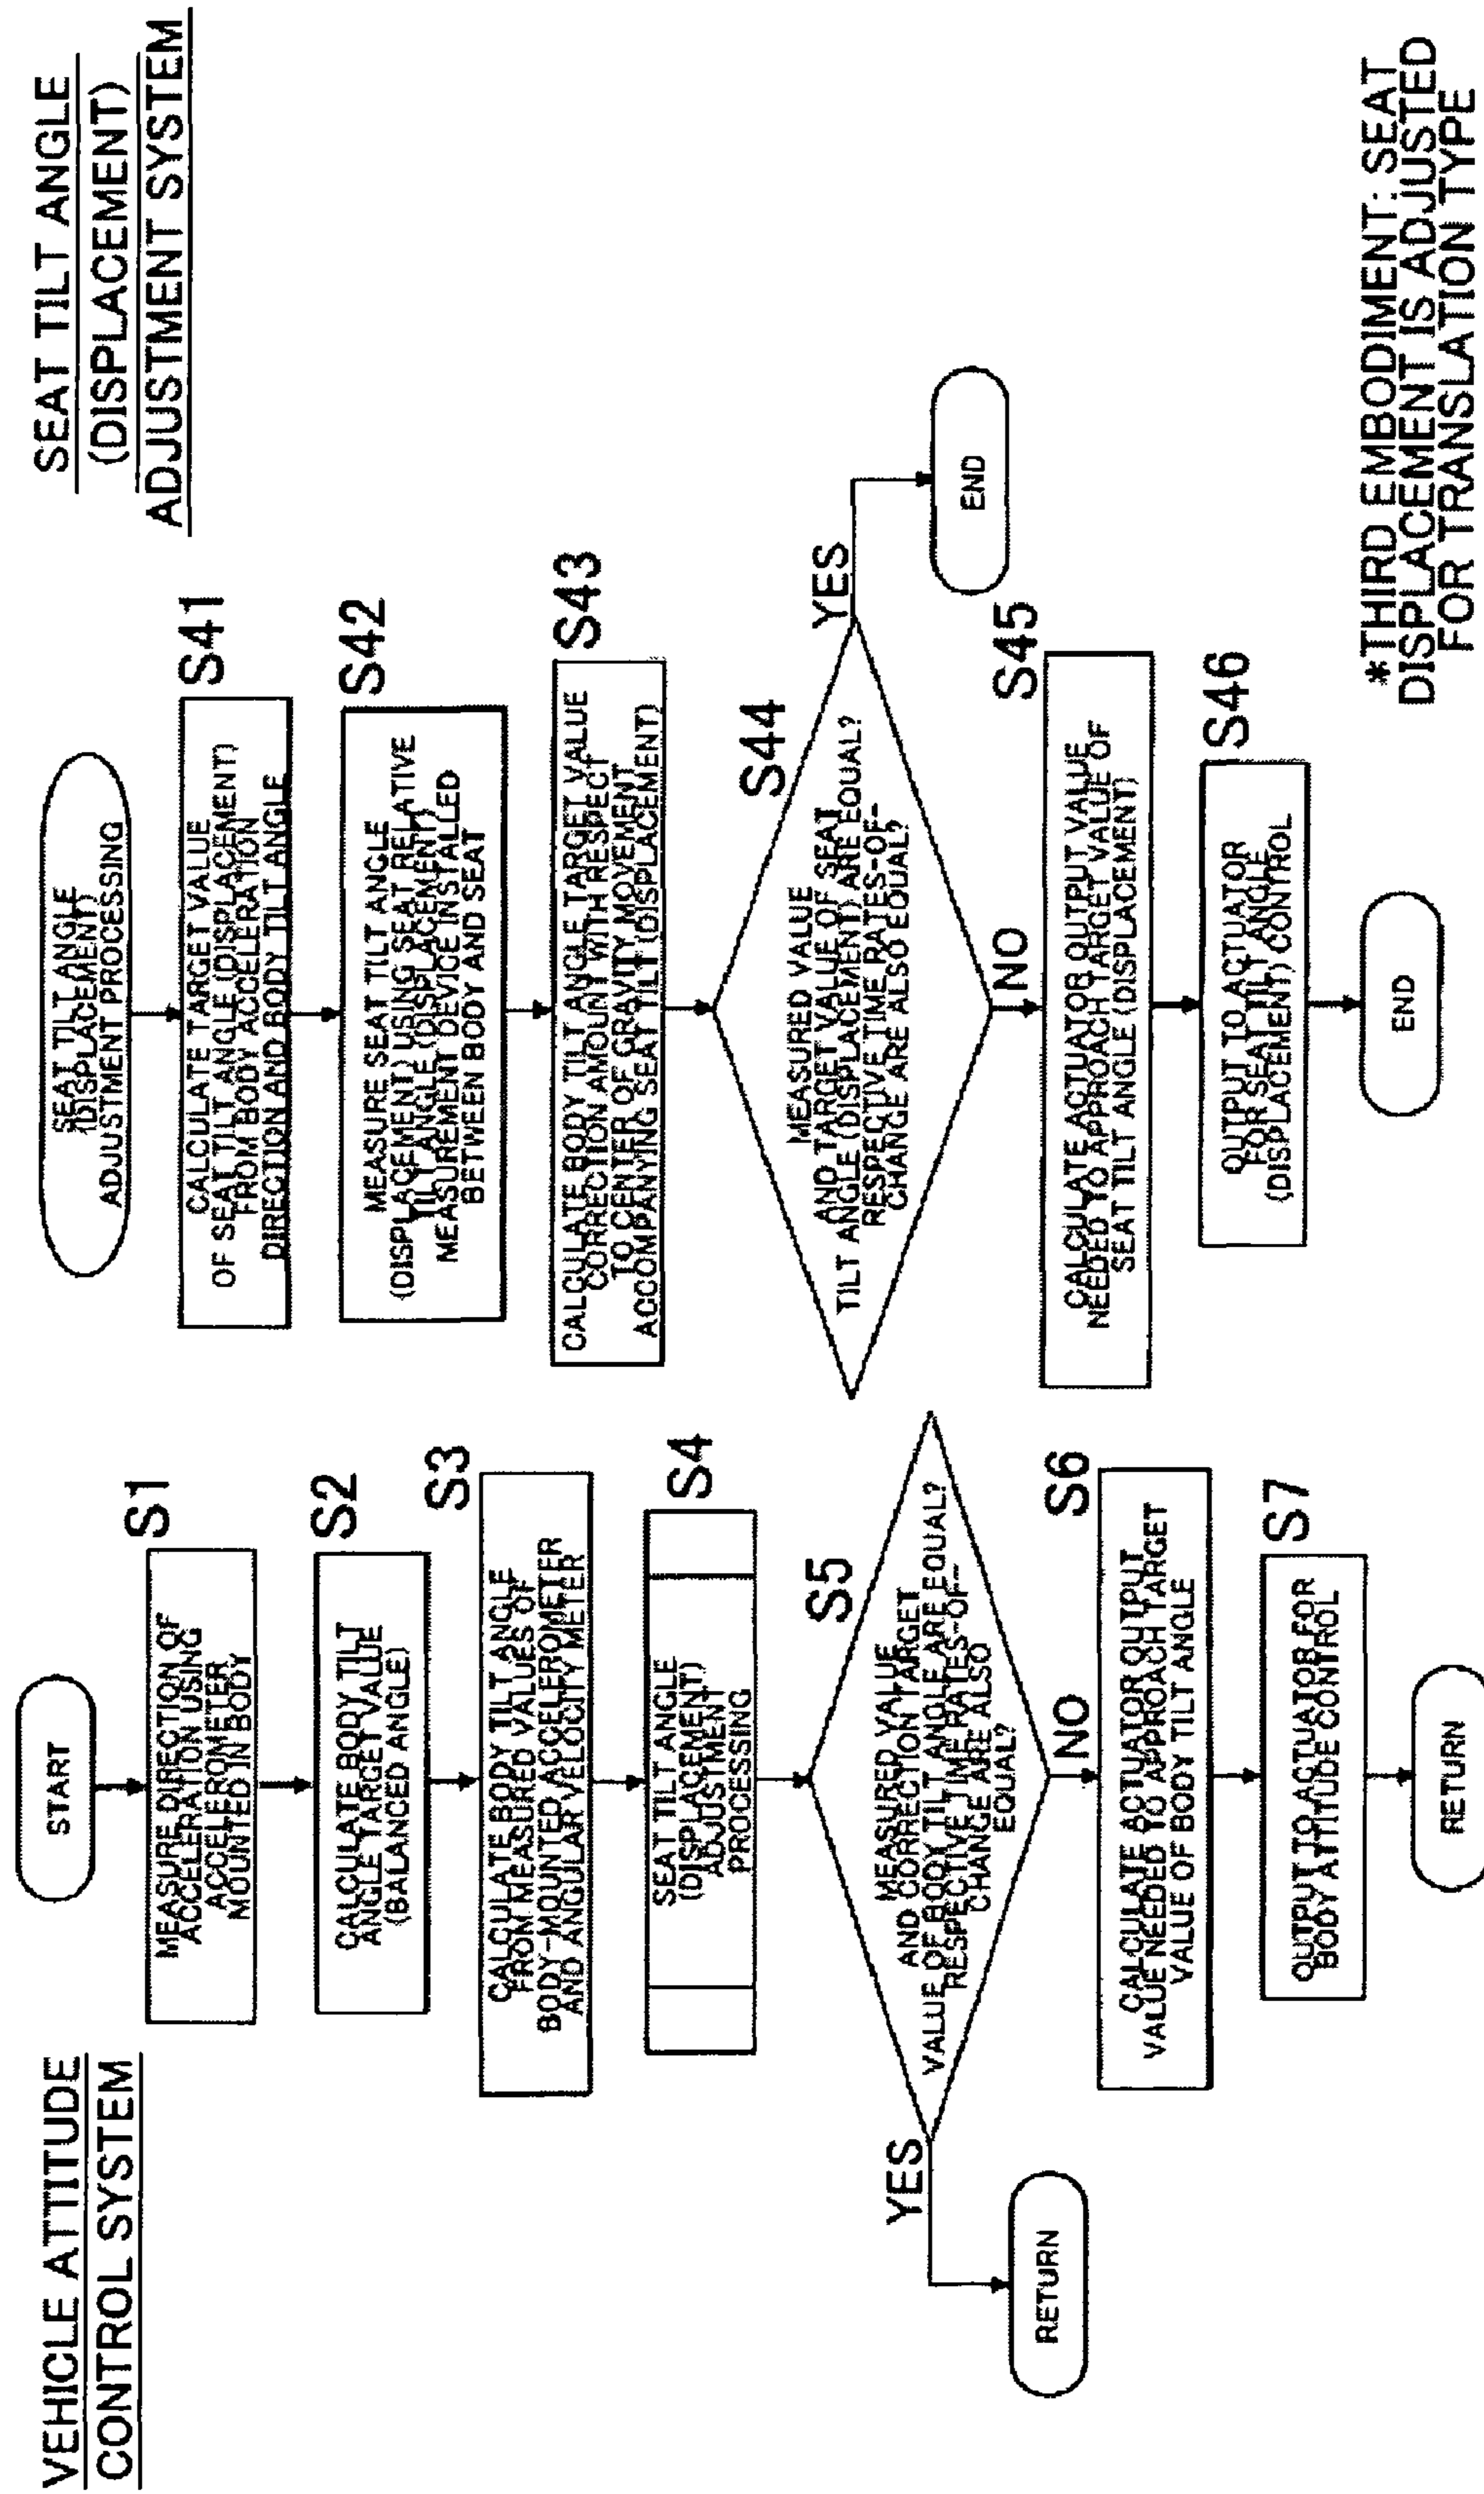 VEHICLE ATTITUDE
CONTROL SYSTEM
START
S1
MEASURE DIRECTION OF
ACCELERATION USING
ACCELEROMETER
MOUNTED IN BODY
S2
CALCULATE BODY TILT
ANGLE TARGET VALUE
(BALANCED ANGLE)
S3
CALCULATE BODY TILT ANGLE
FROM MEASURED VALUES OF
BODY-MOUNTED ACCELEROMETER
AND ANGULAR VELOCITY METER
S4
SEAT TILT ANGLE
(DISPLACEMENT)
ADJUSTMENT
PROCESSING
S5
MEASURED VALUE
AND CORRECTION TARGET
VALUE OF BODY TILT ANGLE ARE EQUAL?
RESPECTIVE TIME RATES-OF-
CHANGE ARE ALSO
EQUAL?
YES
RETURN
NO
S6
CALCULATE ACTUATOR OUTPUT
VALUE NEEDED TO APPROACH TARGET
VALUE OF BODY TILT ANGLE
S7
OUTPUT TO ACTUATOR FOR
BODY ATTITUDE CONTROL
RETURN
SEAT TILT ANGLE
(DISPLACEMENT)
ADJUSTMENT SYSTEM
SEAT TILT ANGLE
(DISPLACEMENT)
ADJUSTMENT PROCESSING
S41
CALCULATE TARGET VALUE
OF SEAT TILT ANGLE (DISPLACEMENT)
FROM BODY ACCELERATION
DIRECTION AND BODY TILT ANGLE
S42
MEASURE SEAT TILT ANGLE
(DISPLACEMENT) USING SEAT RELATIVE
TILT ANGLE (DISPLACEMENT)
MEASUREMENT DEVICE INSTALLED
BETWEEN BODY AND SEAT
S43
CALCULATE BODY TILT ANGLE TARGET VALUE
CORRECTION AMOUNT WITH RESPECT
TO CENTER OF GRAVITY MOVEMENT
ACCOMPANYING SEAT TILT (DISPLACEMENT)
S44
MEASURED VALUE
AND TARGET VALUE OF SEAT
TILT ANGLE (DISPLACEMENT) ARE EQUAL?
RESPECTIVE TIME RATES-OF-
CHANGE ARE ALSO EQUAL?
YES
END
NO
S45
CALCULATE ACTUATOR OUTPUT VALUE
NEEDED TO APPROACH TARGET VALUE OF
SEAT TILT ANGLE (DISPLACEMENT)
S46
OUTPUT TO ACTUATOR
FOR SEAT TILT ANGLE
(DISPLACEMENT) CONTROL
END
*THIRD EMBODIMENT: SEAT
DISPLACEMENT IS ADJUSTED
FOR TRANSLATION TYPE